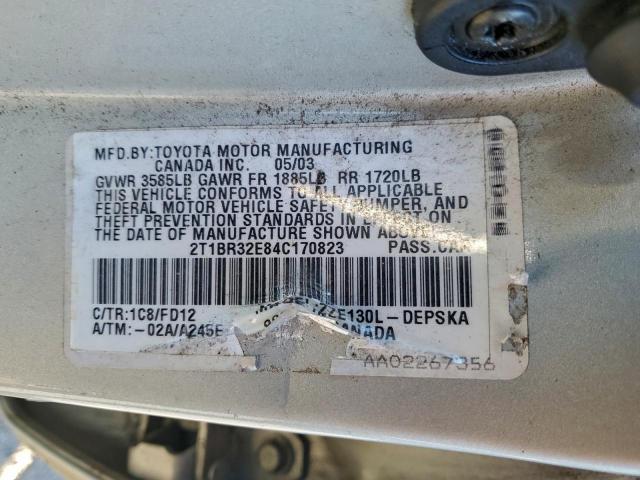 MFD.BY:TOYOTA MOTOR MANUFACTURING
CANADA INC. 05/03
GVWR 3585LB GAWR FR 1885LB RR 1720LB
THIS VEHICLE CONFORMS TO ALL APPLICABLE
FEDERAL MOTOR VEHICLE SAFETY, BUMPER, AND
THEFT PREVENTION STANDARDS IN EFFECT ON
THE DATE OF MANUFACTURE SHOWN ABOVE.
2T1BR32E84C170823 PASS.CAR
C/TR:1C8/FD12 ZZE130L-DEPSKA
A/TM:-02A/A245E CANADA
AA02267356